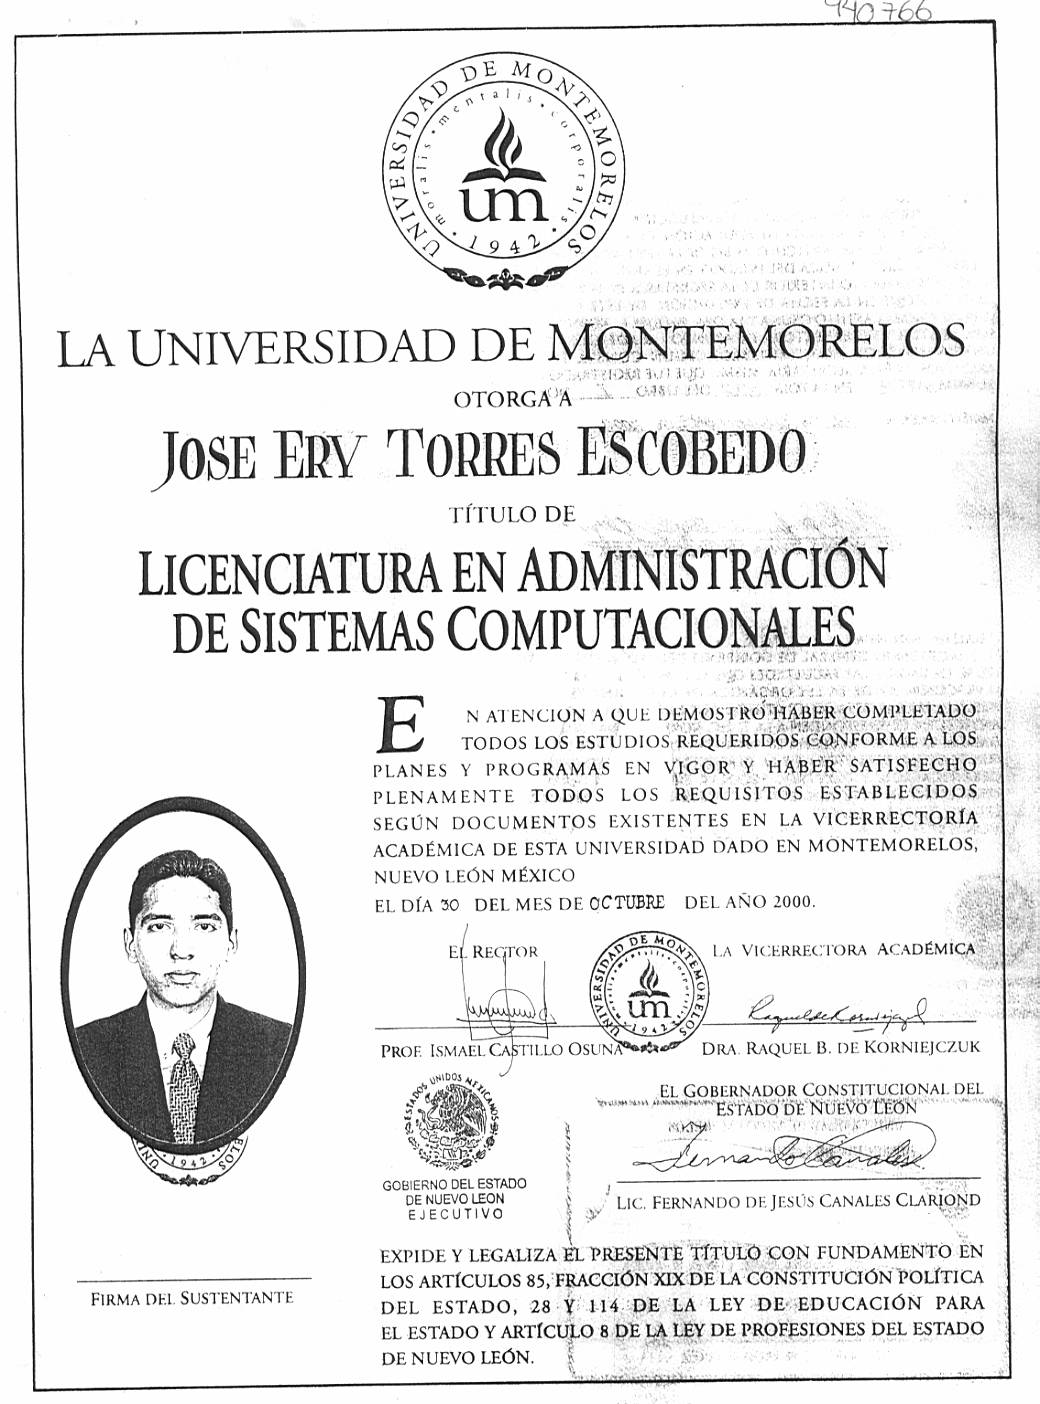 940766
UNIVERSIDAD DE MONTEMORELOS
moralis · mentalis · corporalis
um
· 1942 ·
LA UNIVERSIDAD DE MONTEMORELOS
OTORGA A
JOSE ERY TORRES ESCOBEDO
TÍTULO DE
LICENCIATURA EN ADMINISTRACIÓN
DE SISTEMAS COMPUTACIONALES
EN ATENCION A QUE DEMOSTRÓ HABER COMPLETADO
TODOS LOS ESTUDIOS REQUERIDOS CONFORME A LOS
PLANES Y PROGRAMAS EN VIGOR Y HABER SATISFECHO
PLENAMENTE TODOS LOS REQUISITOS ESTABLECIDOS
SEGÚN DOCUMENTOS EXISTENTES EN LA VICERRECTORÍA
ACADÉMICA DE ESTA UNIVERSIDAD DADO EN MONTEMORELOS,
NUEVO LEÓN MÉXICO
EL DÍA 30 DEL MES DE OCTUBRE DEL AÑO 2000.
EL RECTOR
UNIVERSIDAD DE MONTEMORELOS
um
· 1942 ·
LA VICERRECTORA ACADÉMICA
PROF. ISMAEL CASTILLO OSUNA
DRA. RAQUEL B. DE KORNIEJCZUK
ESTADOS UNIDOS MEXICANOS
GOBIERNO DEL ESTADO
DE NUEVO LEON
EJECUTIVO
EL GOBERNADOR CONSTITUCIONAL DEL
ESTADO DE NUEVO LEÓN
Fernando Canales
LIC. FERNANDO DE JESÚS CANALES CLARIOND
1942
FIRMA DEL SUSTENTANTE
EXPIDE Y LEGALIZA EL PRESENTE TÍTULO CON FUNDAMENTO EN
LOS ARTÍCULOS 85, FRACCIÓN XIX DE LA CONSTITUCIÓN POLÍTICA
DEL ESTADO, 28 Y 114 DE LA LEY DE EDUCACIÓN PARA
EL ESTADO Y ARTÍCULO 8 DE LA LEY DE PROFESIONES DEL ESTADO
DE NUEVO LEÓN.